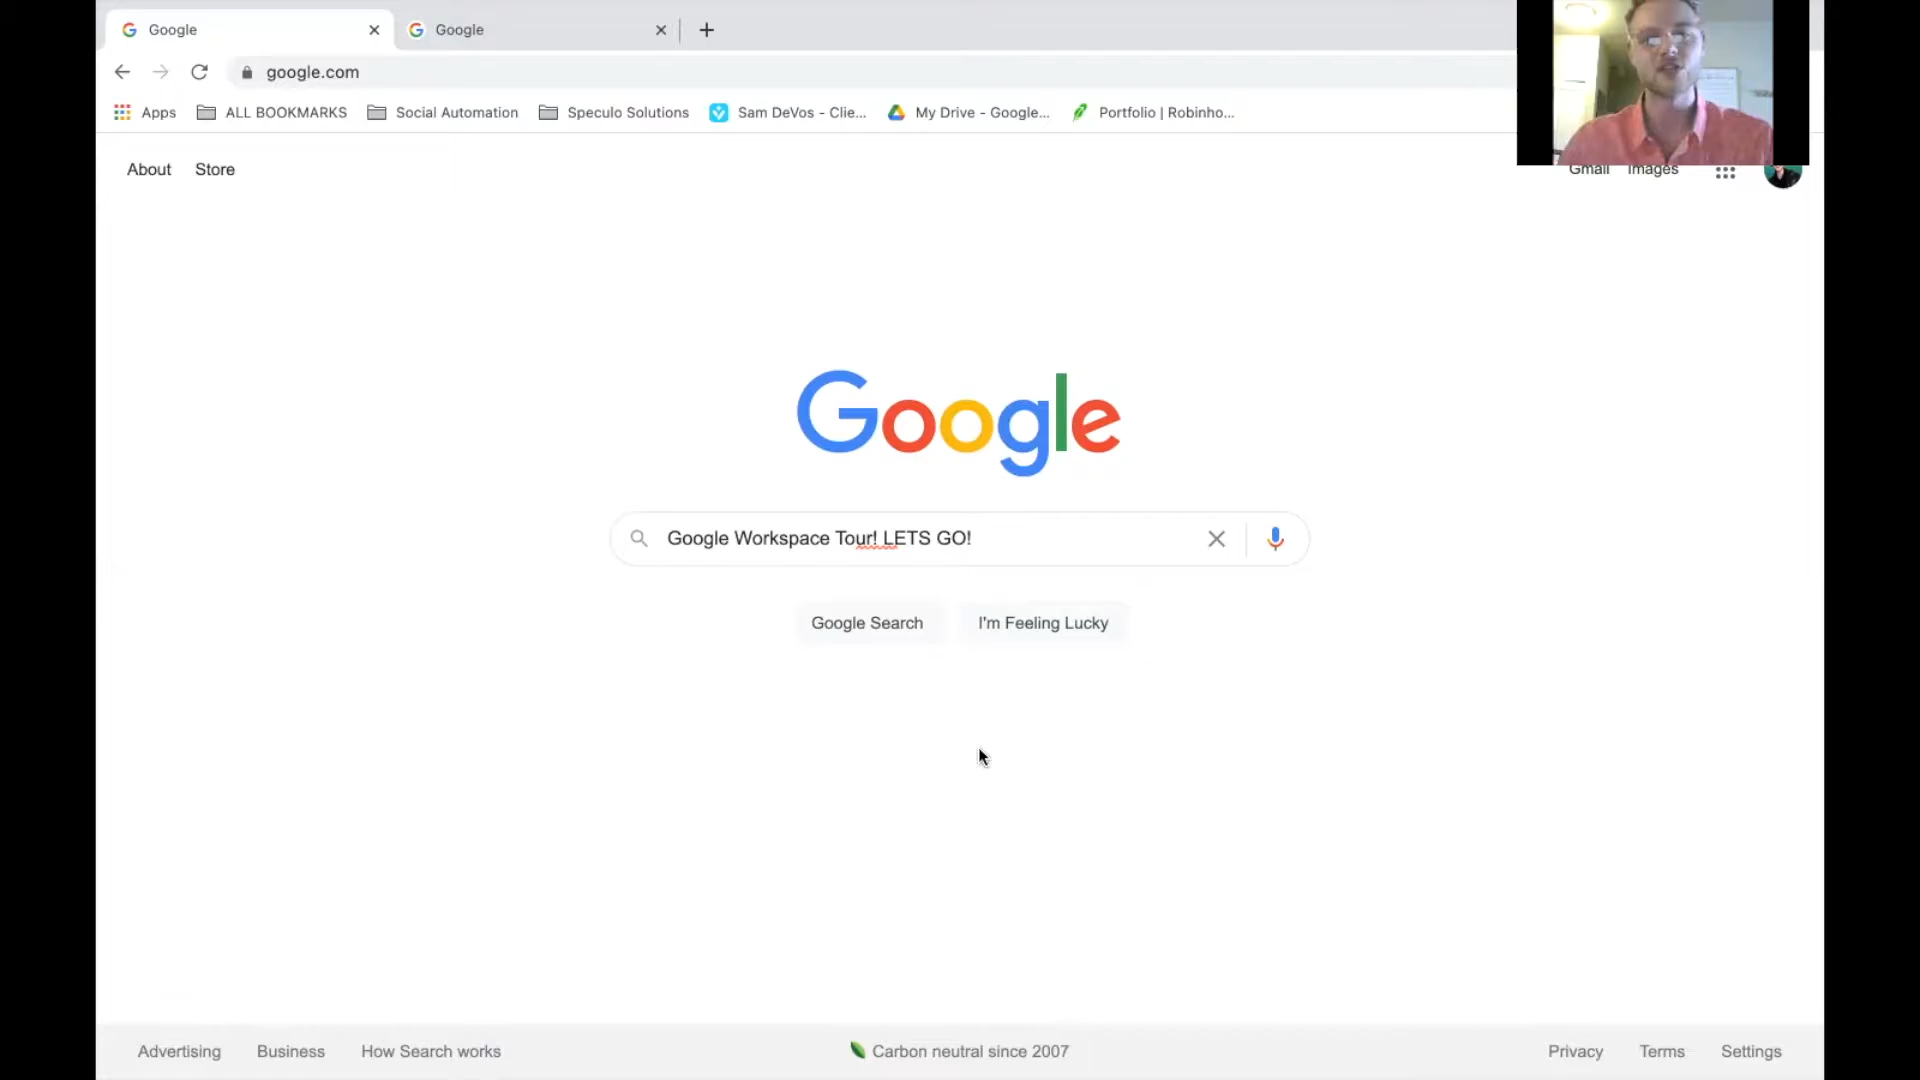 Google
Google
google.com
Apps
ALL BOOKMARKS
Social Automation
Speculo Solutions
Sam DeVos - Clie...
My Drive - Google...
Portfolio | Robinho...
About
Store
Gmail
Images
Google
Google Workspace Tour! LETS GO!
Google Search
I'm Feeling Lucky
Advertising
Business
How Search works
Carbon neutral since 2007
Privacy
Terms
Settings